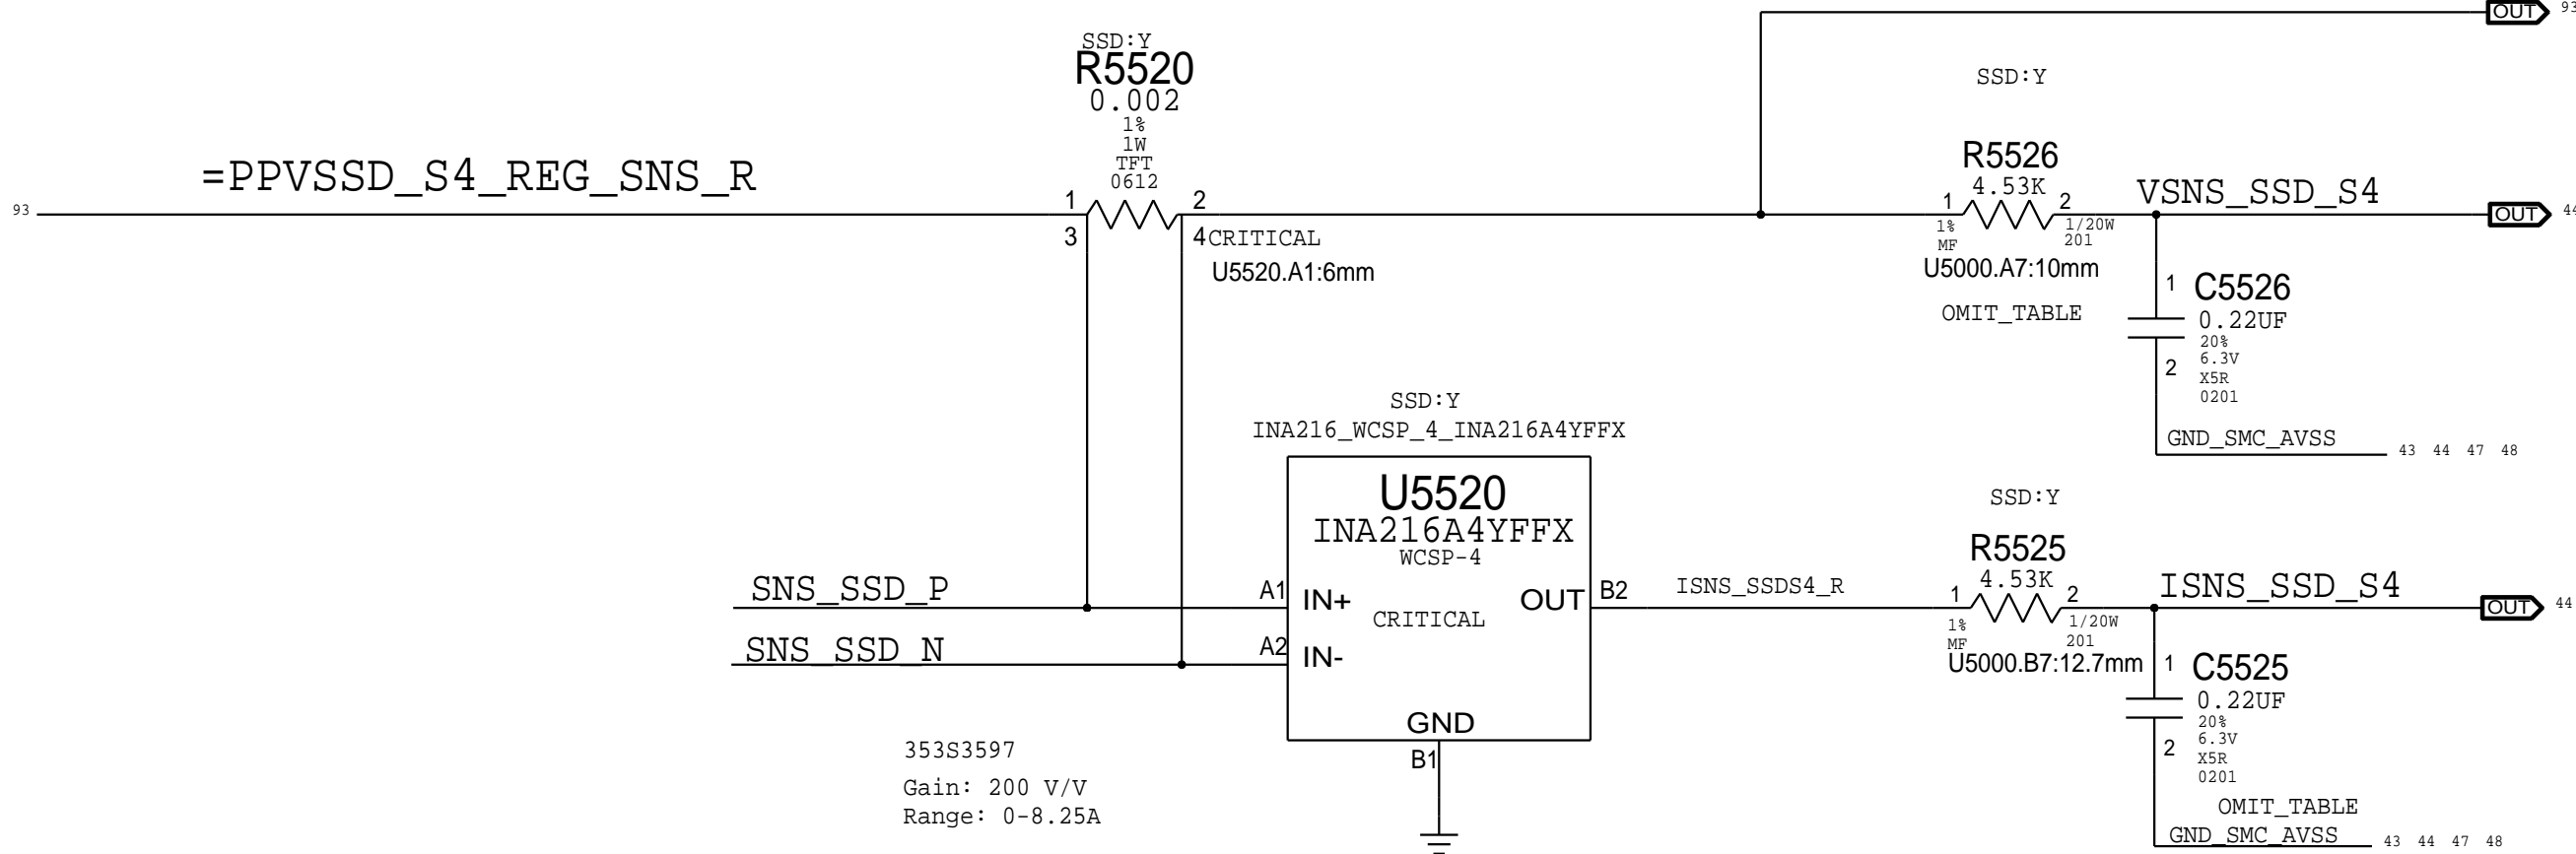 OUT
SSD:Y
R5520
0.002
1%
1W
TFT
0612
=PPVSSD_S4_REG_SNS_R
93
1
2
3
4
CRITICAL
U5520.A1:6mm
SSD:Y
R5526
4.53K
1
2
1%
MF
1/20W
201
U5000.A7:10mm
OMIT_TABLE
VSNS_SSD_S4
OUT
1
2
C5526
0.22UF
20%
6.3V
X5R
0201
GND_SMC_AVSS
43 44 47 48
SSD:Y
INA216_WCSP_4_INA216A4YFFX
U5520
INA216A4YFFX
WCSP-4
SNS_SSD_P
A1
IN+
OUT
B2
CRITICAL
SNS_SSD_N
A2
IN-
GND
B1
ISNS_SSDS4_R
SSD:Y
R5525
4.53K
1
2
1%
MF
1/20W
201
U5000.B7:12.7mm
ISNS_SSD_S4
OUT
44
1
2
C5525
0.22UF
20%
6.3V
X5R
0201
OMIT_TABLE
GND_SMC_AVSS
43 44 47 48
353S3597
Gain: 200 V/V
Range: 0-8.25A